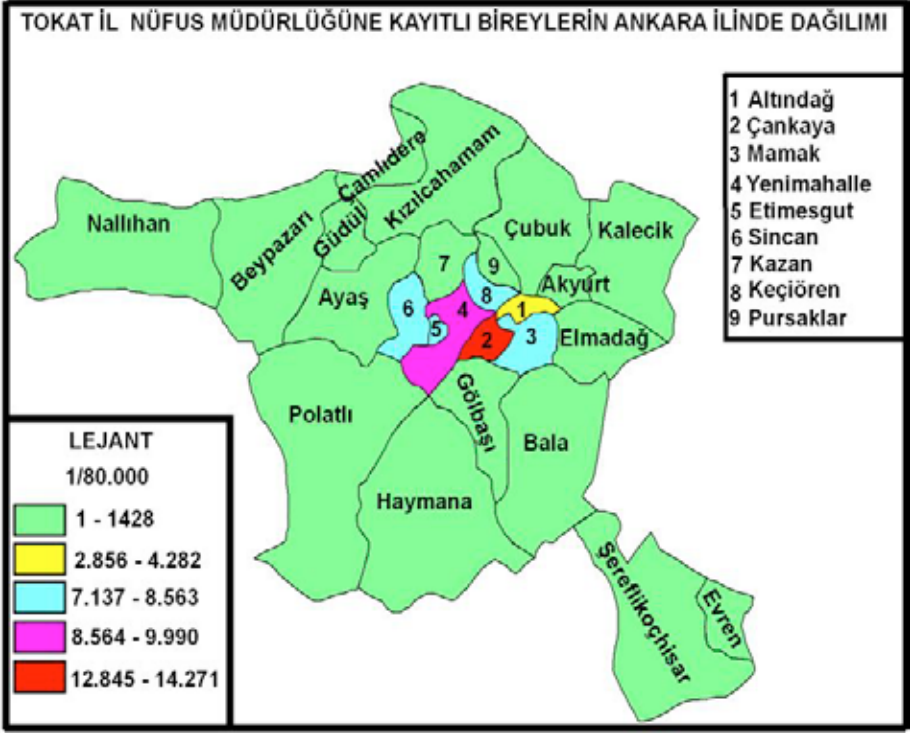 TOKAT İL NÜFUS MÜDÜRLÜĞÜNE KAYITLI BİREYLERİN ANKARA İLİNDE DAĞILIMI
1 Altındağ
2 Çankaya
3 Mamak
4 Yenimahalle
5 Etimesgut
6 Sincan
7 Kazan
8 Keçiören
9 Pursaklar
Nallıhan
Beypazarı
Güdül
Çamlıdere
Kızılcahamam
Çubuk
Kalecik
Akyurt
Ayaş
7
9
8
6
4
5
1
2
3
Elmadağ
Polatlı
Gölbaşı
Bala
Haymana
Şereflikoçhisar
Evren
LEJANT
1/80.000
1 - 1428
2.856 - 4.282
7.137 - 8.563
8.564 - 9.990
12.845 - 14.271